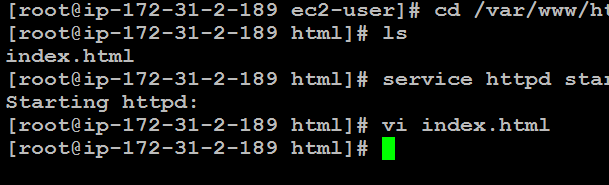 [root@ip-172-31-2-189 ec2-user]# cd /var/www/ht
[root@ip-172-31-2-189 html]# ls
index.html
[root@ip-172-31-2-189 html]# service httpd star
Starting httpd:
[root@ip-172-31-2-189 html]# vi index.html
[root@ip-172-31-2-189 html]#